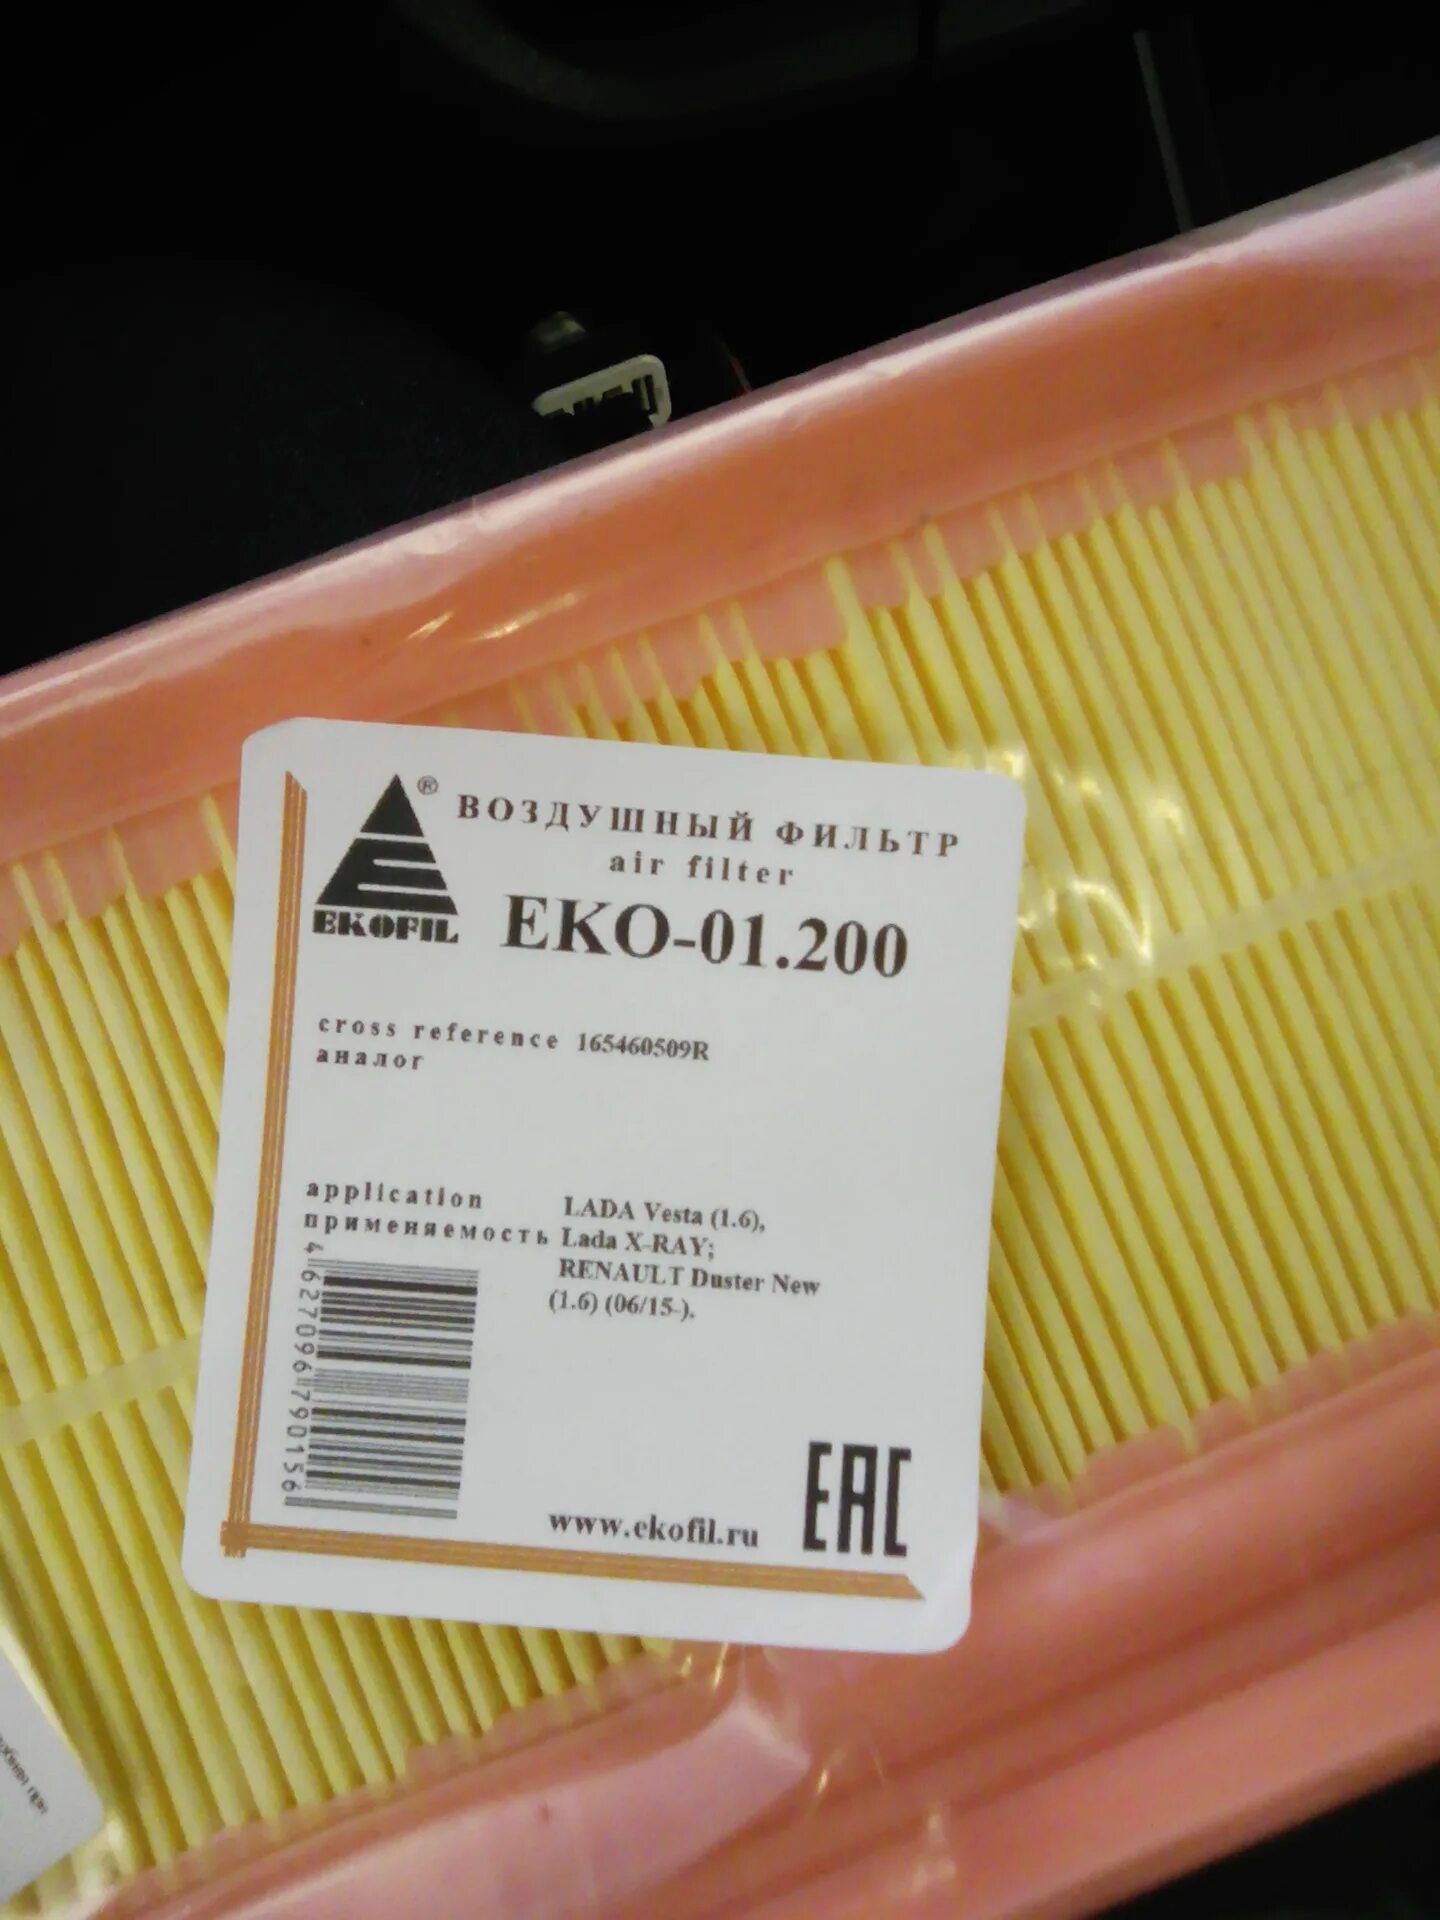 ®
ВОЗДУШНЫЙ ФИЛЬТР
air filter
EKOFIL
EKO-01.200
cross reference 165460509R
аналог
application LADA Vesta (1.6),
применяемость Lada X-RAY;
RENAULT Duster New
(1.6) (06/15-).
4627096790156
www.ekofil.ru
EAC